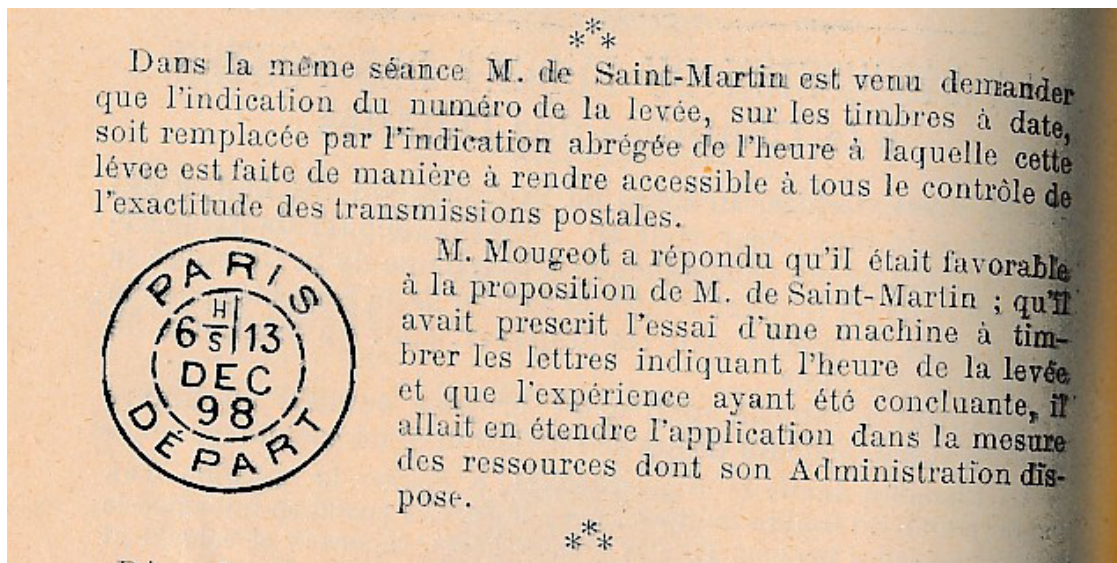 ***
Dans la même séance M. de Saint-Martin est venu demander
que l'indication du numéro de la levée, sur les timbres à date,
soit remplacée par l'indication abrégée de l'heure à laquelle cette
lévee est faite de manière à rendre accessible à tous le contrôle de
l'exactitude des transmissions postales.
PARIS
6 H/S 13
DEC
98
DÉPART
M. Mougeot a répondu qu'il était favorable
à la proposition de M. de Saint-Martin ; qu'il
avait prescrit l'essai d'une machine à tim-
brer les lettres indiquant l'heure de la levée
et que l'expérience ayant été concluante, il
allait en étendre l'application dans la mesure
des ressources dont son Administration dis-
pose.
***